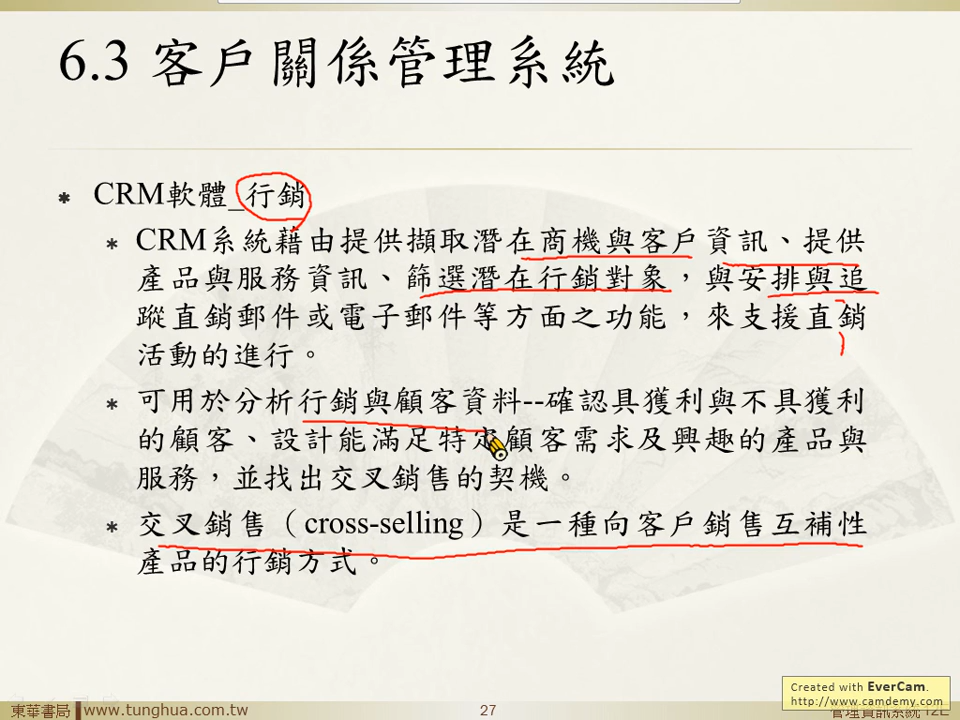 6.3 客戶關係管理系統
CRM軟體_行銷
CRM系統藉由提供擷取潛在商機與客戶資訊、提供
產品與服務資訊、篩選潛在行銷對象，與安排與追
蹤直銷郵件或電子郵件等方面之功能，來支援直銷
活動的進行。
可用於分析行銷與顧客資料--確認具獲利與不具獲利
的顧客、設計能滿足特定顧客需求及興趣的產品與
服務，並找出交叉銷售的契機。
交叉銷售（cross-selling）是一種向客戶銷售互補性
產品的行銷方式。
Created with EverCam.
http://www.camdemy.com
東華書局 www.tunghua.com.tw
27
管理資訊系統 12E